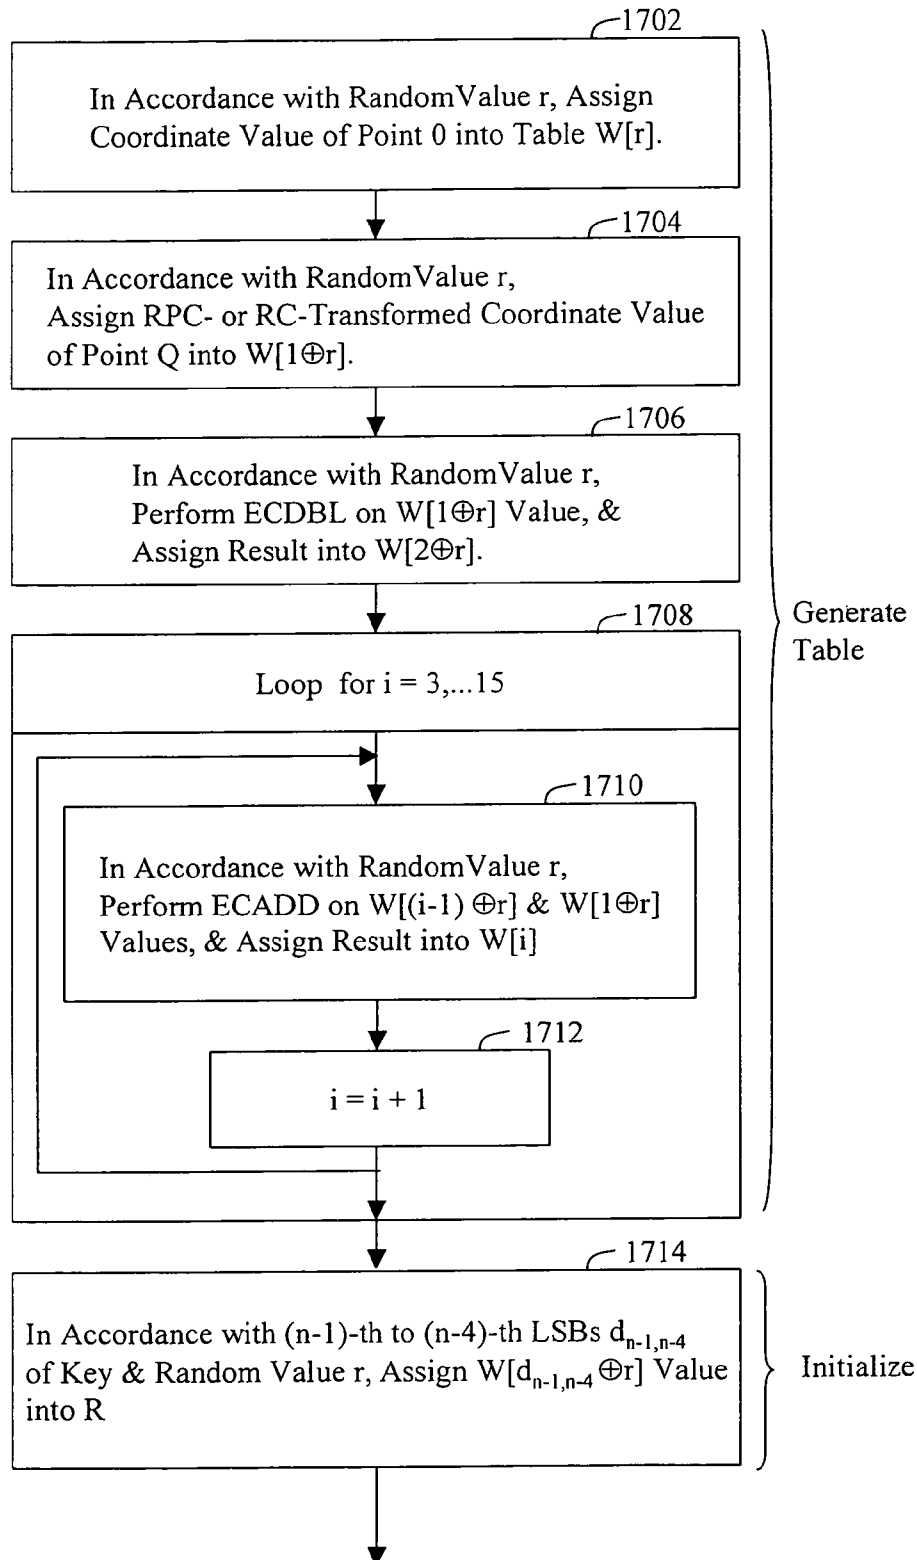 1702
In Accordance with RandomValue r, Assign
Coordinate Value of Point 0 into Table W[r].
1704
In Accordance with RandomValue r,
Assign RPC- or RC-Transformed Coordinate Value
of Point Q into W[1⊕r].
1706
In Accordance with RandomValue r,
Perform ECDBL on W[1⊕r] Value, &
Assign Result into W[2⊕r].
1708
Loop for i = 3,...15
Generate
Table
1710
In Accordance with RandomValue r,
Perform ECADD on W[(i-1) ⊕r] & W[1⊕r]
Values, & Assign Result into W[i]
1712
i = i + 1
1714
In Accordance with (n-1)-th to (n-4)-th LSBs dn-1,n-4
of Key & Random Value r, Assign W[dn-1,n-4 ⊕r] Value
into R
Initialize